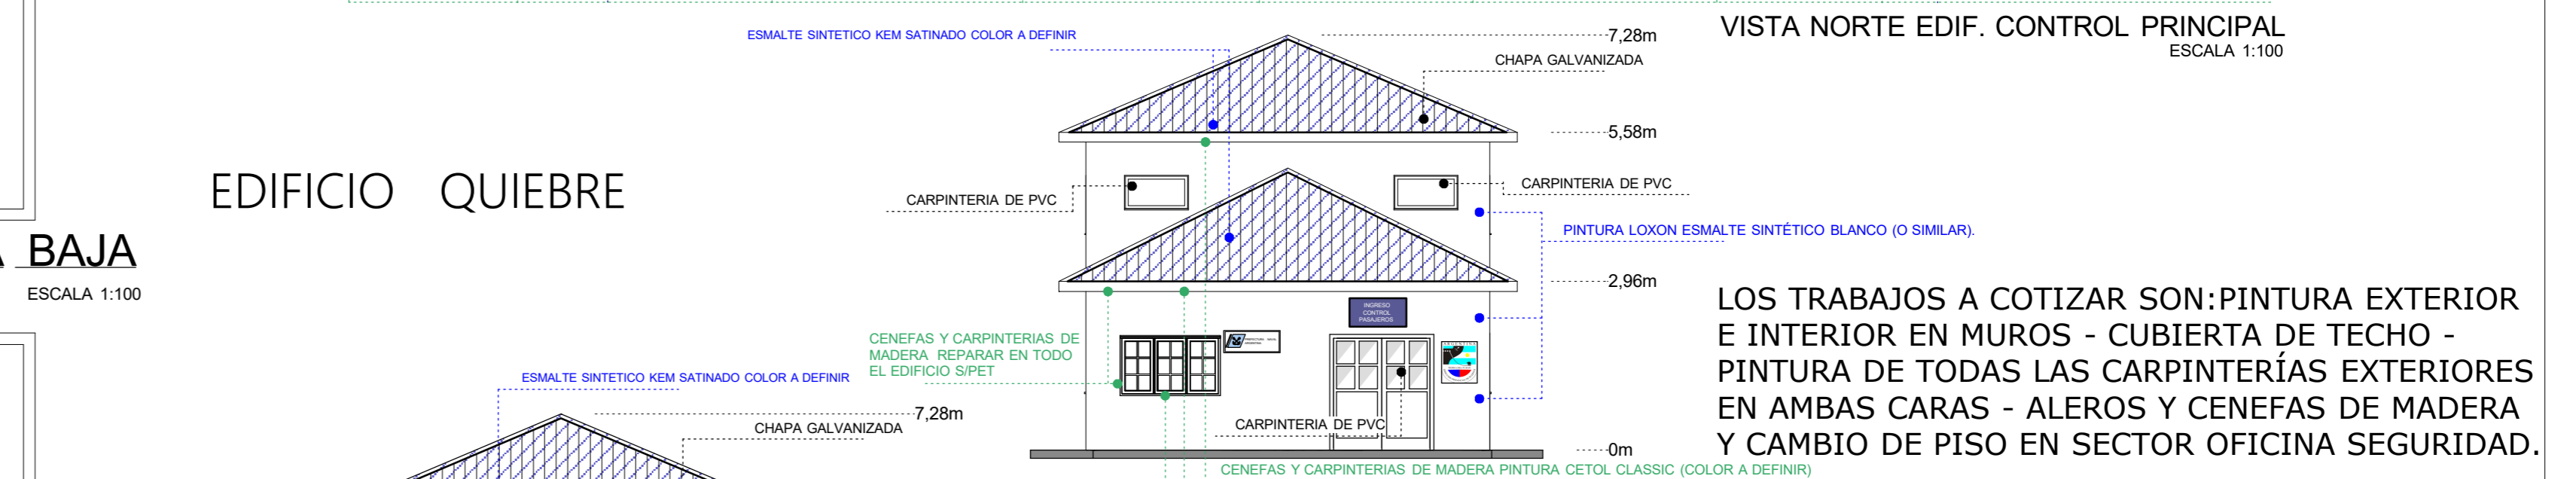 VISTA NORTE EDIF. CONTROL PRINCIPAL
ESCALA 1:100
ESMALTE SINTETICO KEM SATINADO COLOR A DEFINIR
7,28m
CHAPA GALVANIZADA
5,58m
EDIFICIO QUIEBRE
CARPINTERIA DE PVC
CARPINTERIA DE PVC
PINTURA LOXON ESMALTE SINTÉTICO BLANCO (O SIMILAR).
BAJA
ESCALA 1:100
2,96m
INGRESO
CONTROL
PASAJEROS
LOS TRABAJOS A COTIZAR SON:PINTURA EXTERIOR
E INTERIOR EN MUROS - CUBIERTA DE TECHO -
PINTURA DE TODAS LAS CARPINTERÍAS EXTERIORES
EN AMBAS CARAS - ALEROS Y CENEFAS DE MADERA
Y CAMBIO DE PISO EN SECTOR OFICINA SEGURIDAD.
CENEFAS Y CARPINTERIAS DE
MADERA REPARAR EN TODO
EL EDIFICIO S/PET
ESMALTE SINTETICO KEM SATINADO COLOR A DEFINIR
7,28m
CHAPA GALVANIZADA
CARPINTERIA DE PVC
0m
CENEFAS Y CARPINTERIAS DE MADERA PINTURA CETOL CLASSIC (COLOR A DEFINIR)